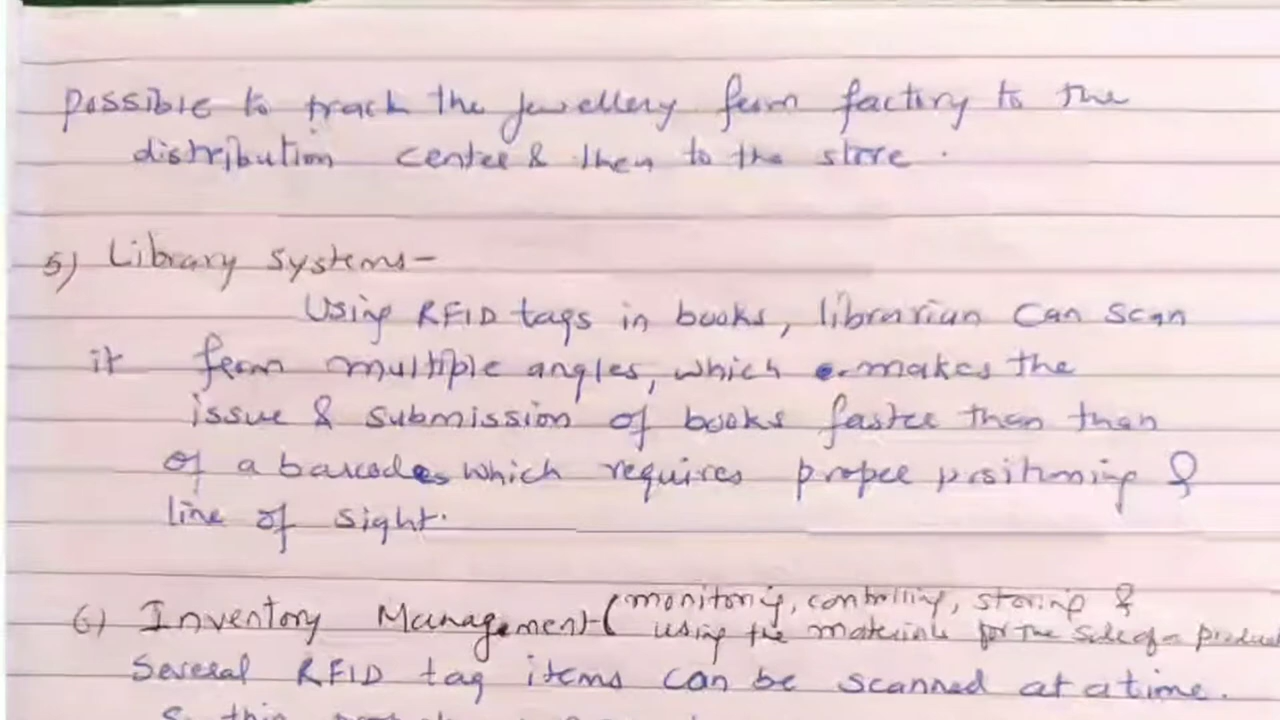 possible to track the jewellery from factory to the
distribution center & then to the store.
5) Library systems-
Using RFID tags in books, librarian can scan
it from multiple angles, which makes the
issue & submission of books faster than than
of a barcodes which requires proper positioning &
line of sight.
6) Inventory Management (monitoring, controlling, storing &
using the materials for the sale of a produc
Several RFID tag items can be scanned at a time.
So this